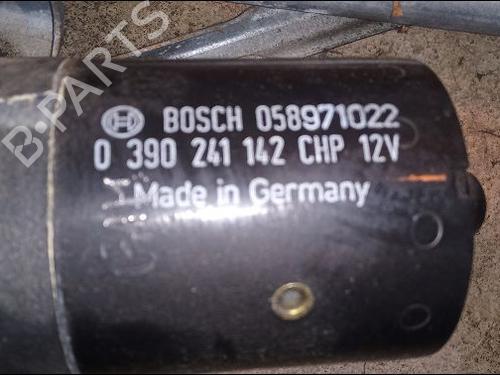 B-PARTS
BOSCH 058971022
0 390 241 142 CHP 12V
Made in Germany